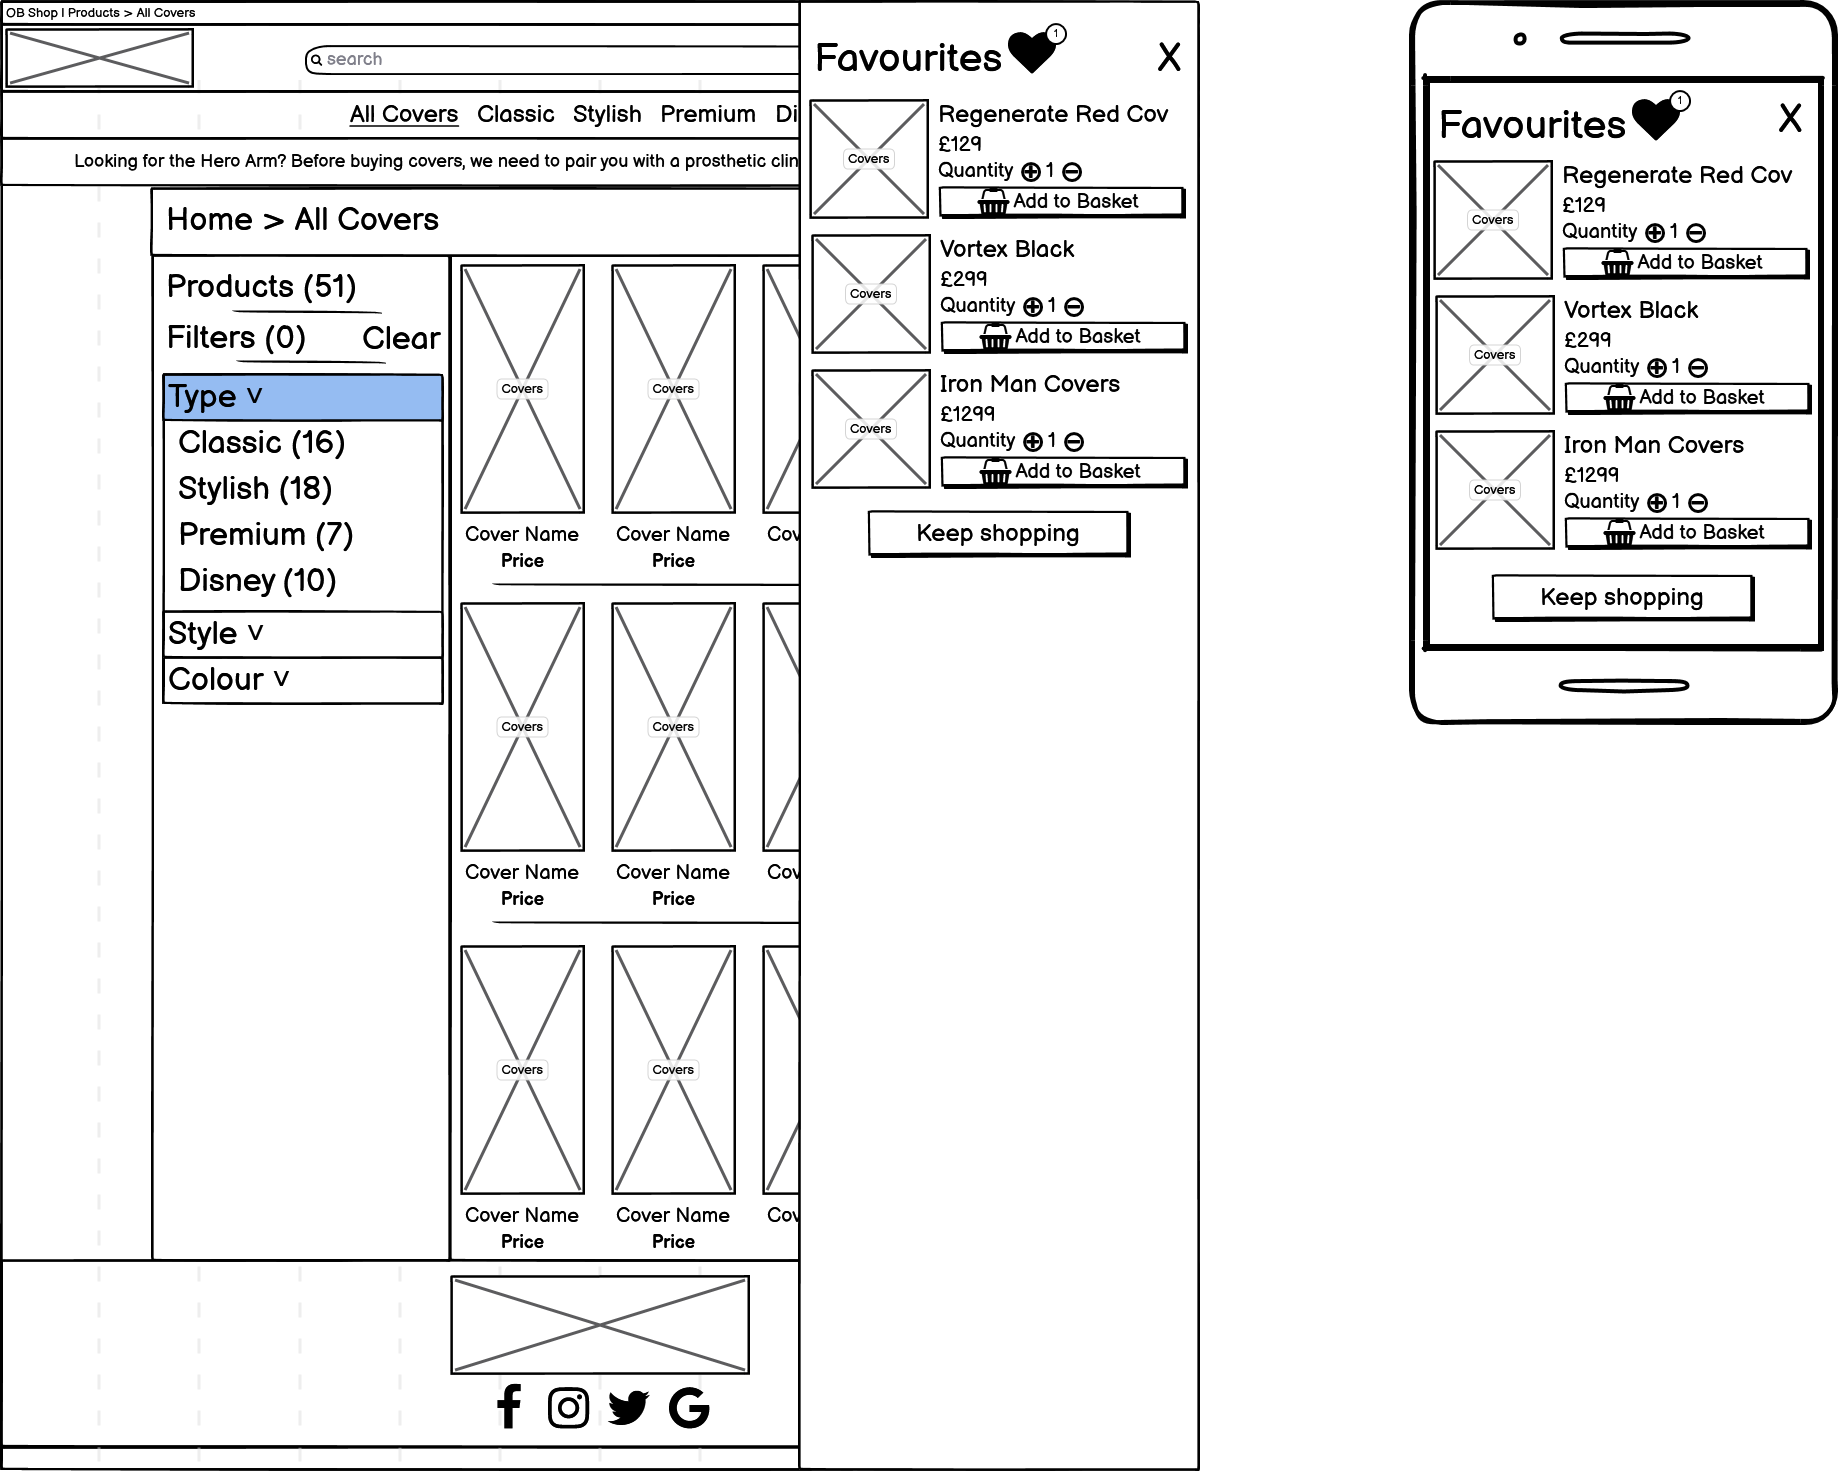 OB Shop | Products > All Covers
search
All Covers Classic Stylish Premium Di
Looking for the Hero Arm? Before buying covers, we need to pair you with a prosthetic clin
Home > All Covers
Products (51)
Filters (0) Clear
Type V
Classic (16)
Stylish (18)
Premium (7)
Disney (10)
Style V
Colour V
Covers Covers
Cover Name Cover Name Cov
Price Price
Covers Covers
Cover Name Cover Name Cov
Price Price
Covers Covers
Cover Name Cover Name Cov
Price Price
Favourites 1 X
Covers
Regenerate Red Cov
£129
Quantity 1
Add to Basket
Covers
Vortex Black
£299
Quantity 1
Add to Basket
Covers
Iron Man Covers
£1299
Quantity 1
Add to Basket
Keep shopping
Favourites 1 X
Covers
Regenerate Red Cov
£129
Quantity 1
Add to Basket
Covers
Vortex Black
£299
Quantity 1
Add to Basket
Covers
Iron Man Covers
£1299
Quantity 1
Add to Basket
Keep shopping